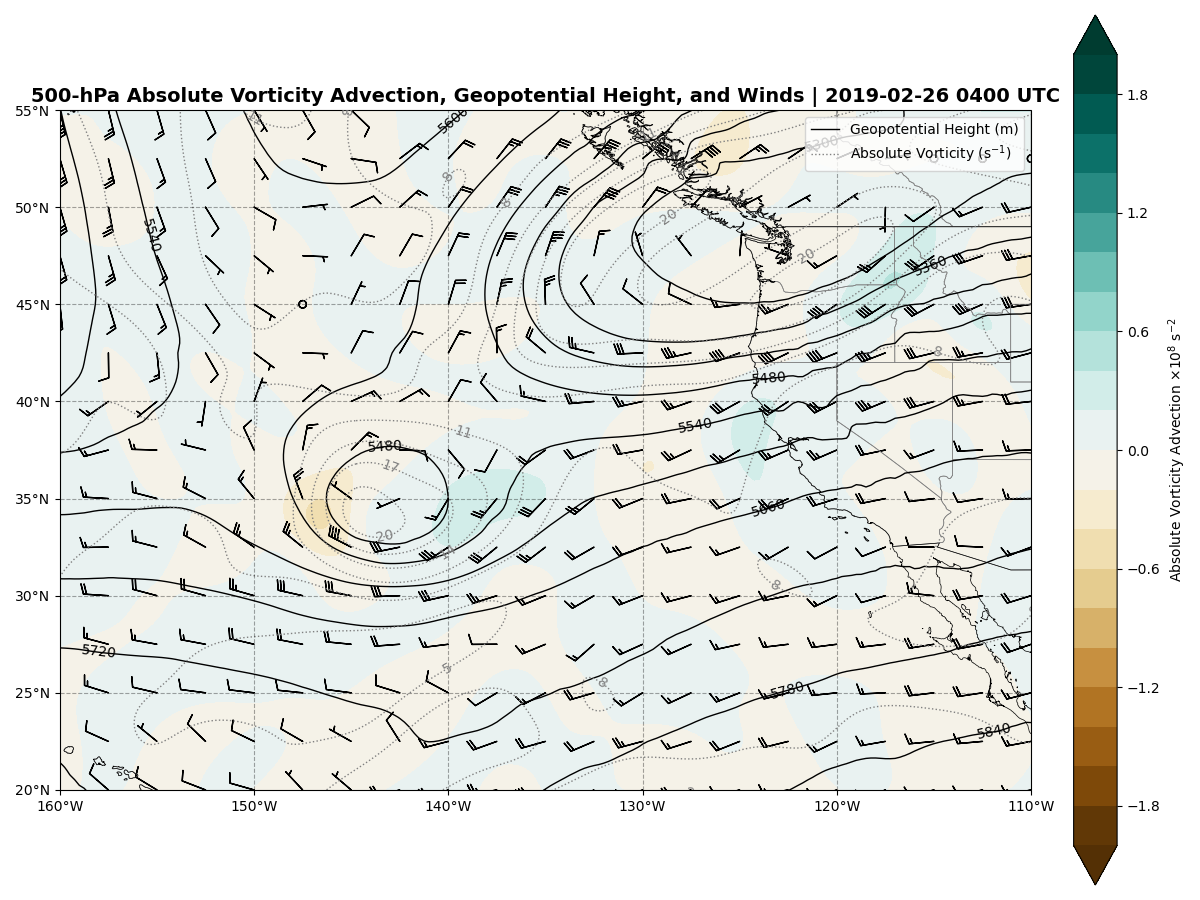 500-hPa Absolute Vorticity Advection, Geopotential Height, and Winds | 2019-02-26 0400 UTC
Geopotential Height (m)
Absolute Vorticity (s⁻¹)
55°N
50°N
45°N
40°N
35°N
30°N
25°N
20°N
160°W
150°W
140°W
130°W
120°W
110°W
5600
5300
8
8
5540
20
20
5360
8
5480
5540
11
5480
17
20
5660
8
5720
5
8
5780
5840
1.8
1.2
0.6
0.0
−0.6
−1.2
−1.8
Absolute Vorticity Advection ×10⁸ s⁻²